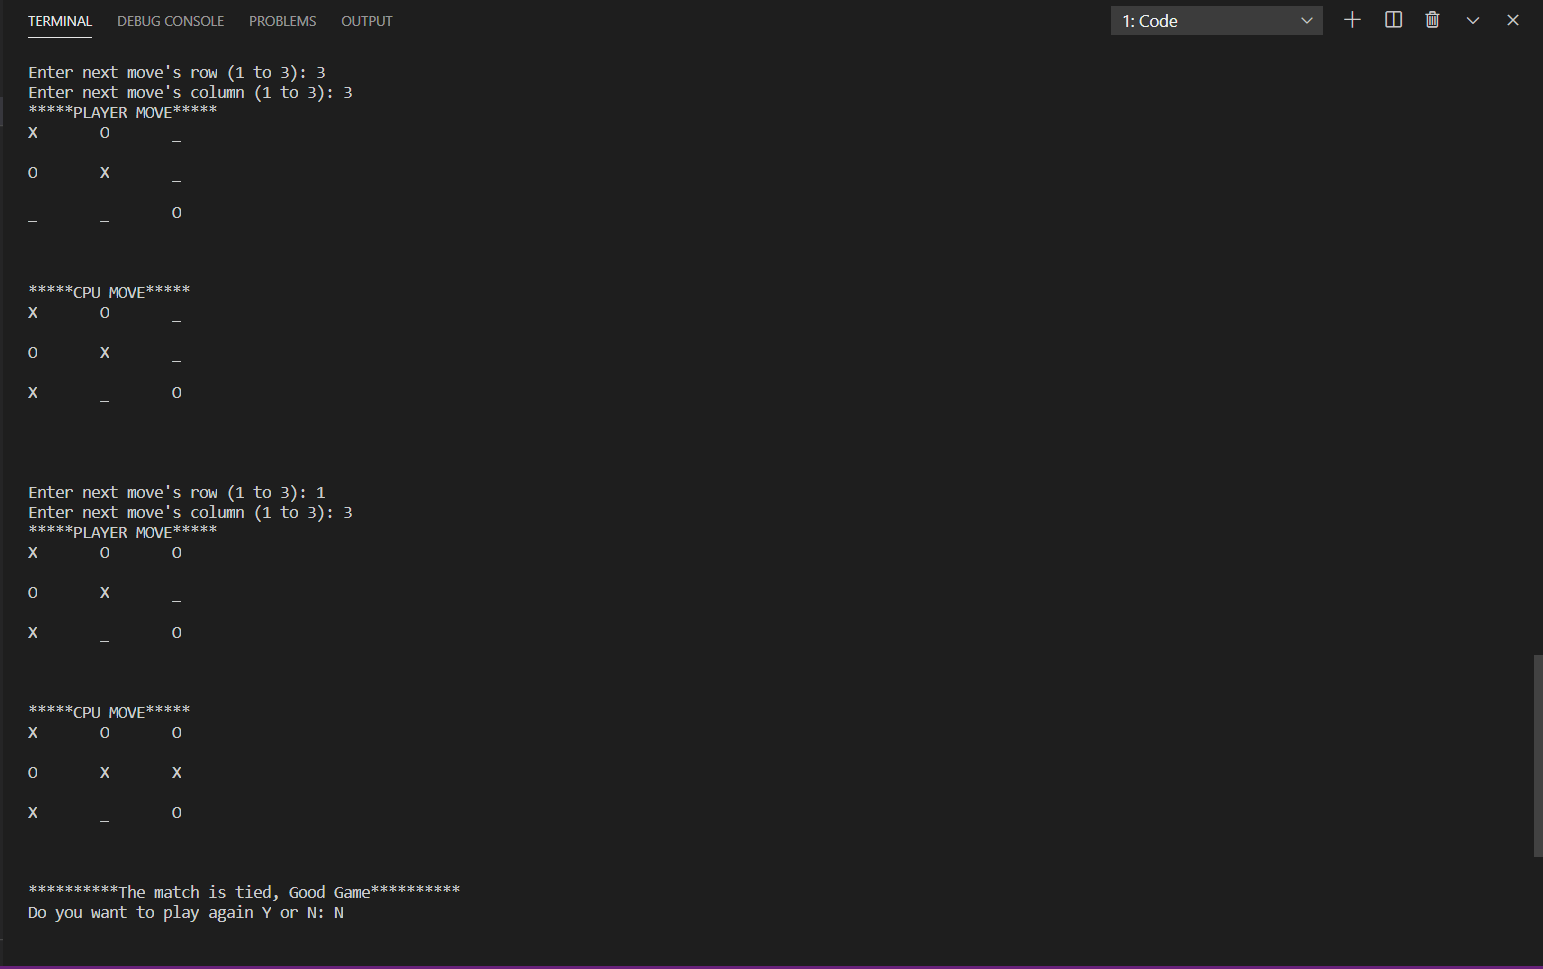 TERMINAL DEBUG CONSOLE PROBLEMS OUTPUT 1: Code
Enter next move's row (1 to 3): 3
Enter next move's column (1 to 3): 3
*****PLAYER MOVE*****
X O _
O X _
_ _ O
*****CPU MOVE*****
X O _
O X _
X _ O
Enter next move's row (1 to 3): 1
Enter next move's column (1 to 3): 3
*****PLAYER MOVE*****
X O O
O X _
X _ O
*****CPU MOVE*****
X O O
O X X
X _ O
**********The match is tied, Good Game**********
Do you want to play again Y or N: N